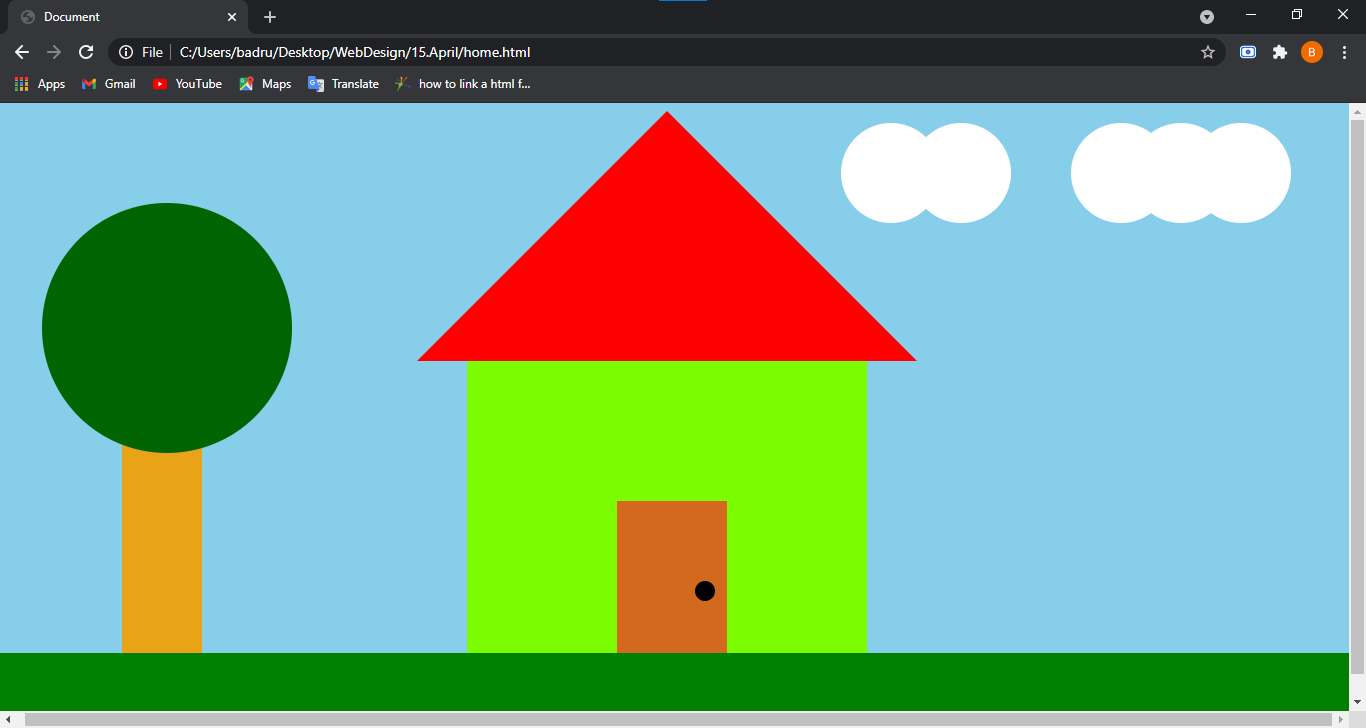 Document
File C:/Users/badru/Desktop/WebDesign/15.April/home.html B
Apps Gmail YouTube Maps Translate how to link a html f...